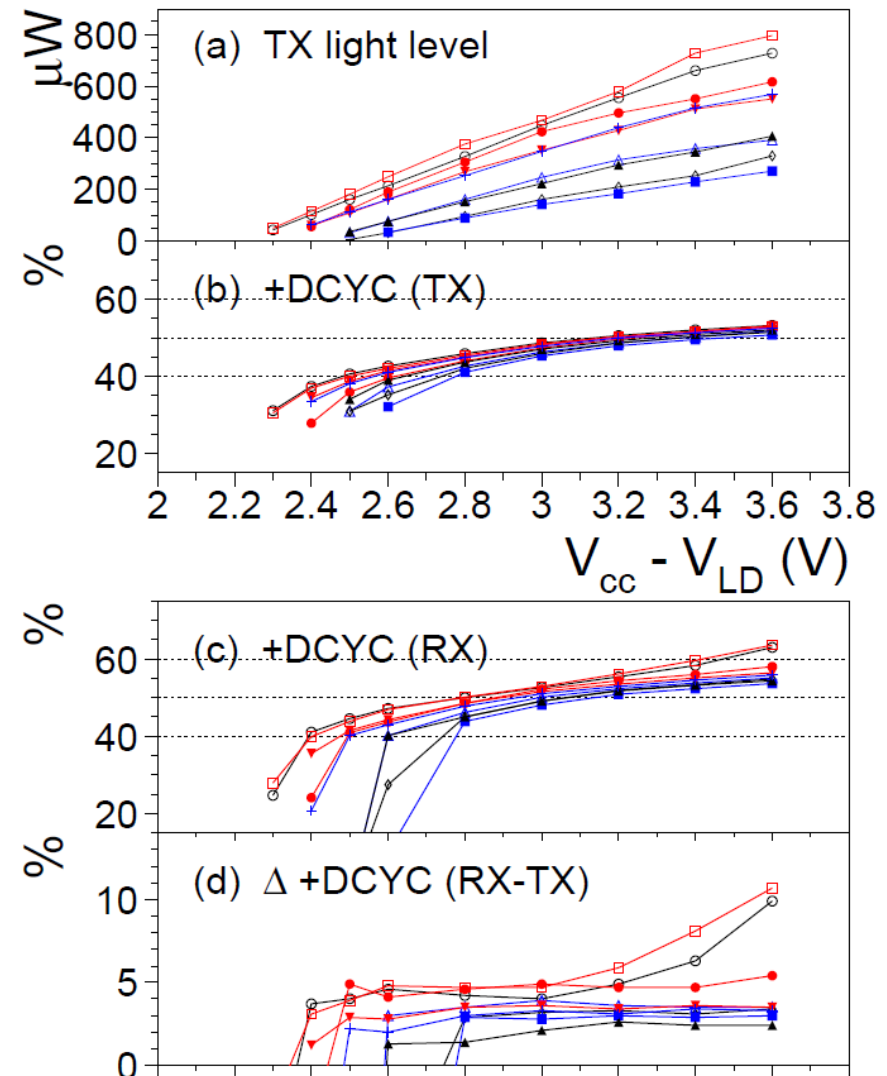 µW
800
600
400
200
0
(a) TX light level
%
60
40
20
(b) +DCYC (TX)
2 2.2 2.4 2.6 2.8 3 3.2 3.4 3.6 3.8
Vcc - VLD (V)
%
60
40
20
(c) +DCYC (RX)
%
10
5
0
(d) Δ +DCYC (RX-TX)